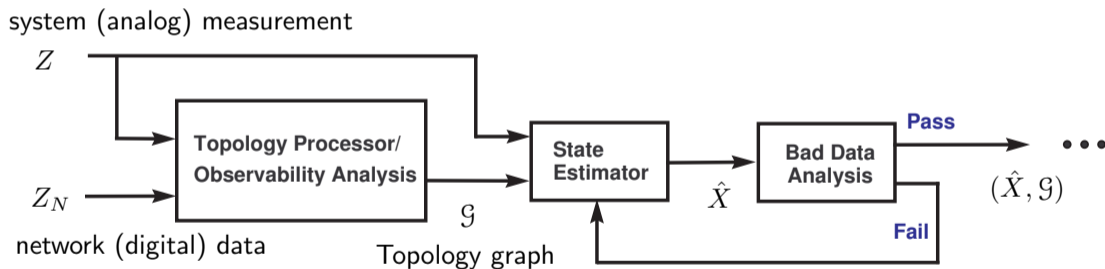 system (analog) measurement
Z
Topology Processor/
Observability Analysis
Z_N
network (digital) data
𝒢
Topology graph
State
Estimator
X̂
Bad Data
Analysis
Pass
Fail
(X̂, 𝒢)